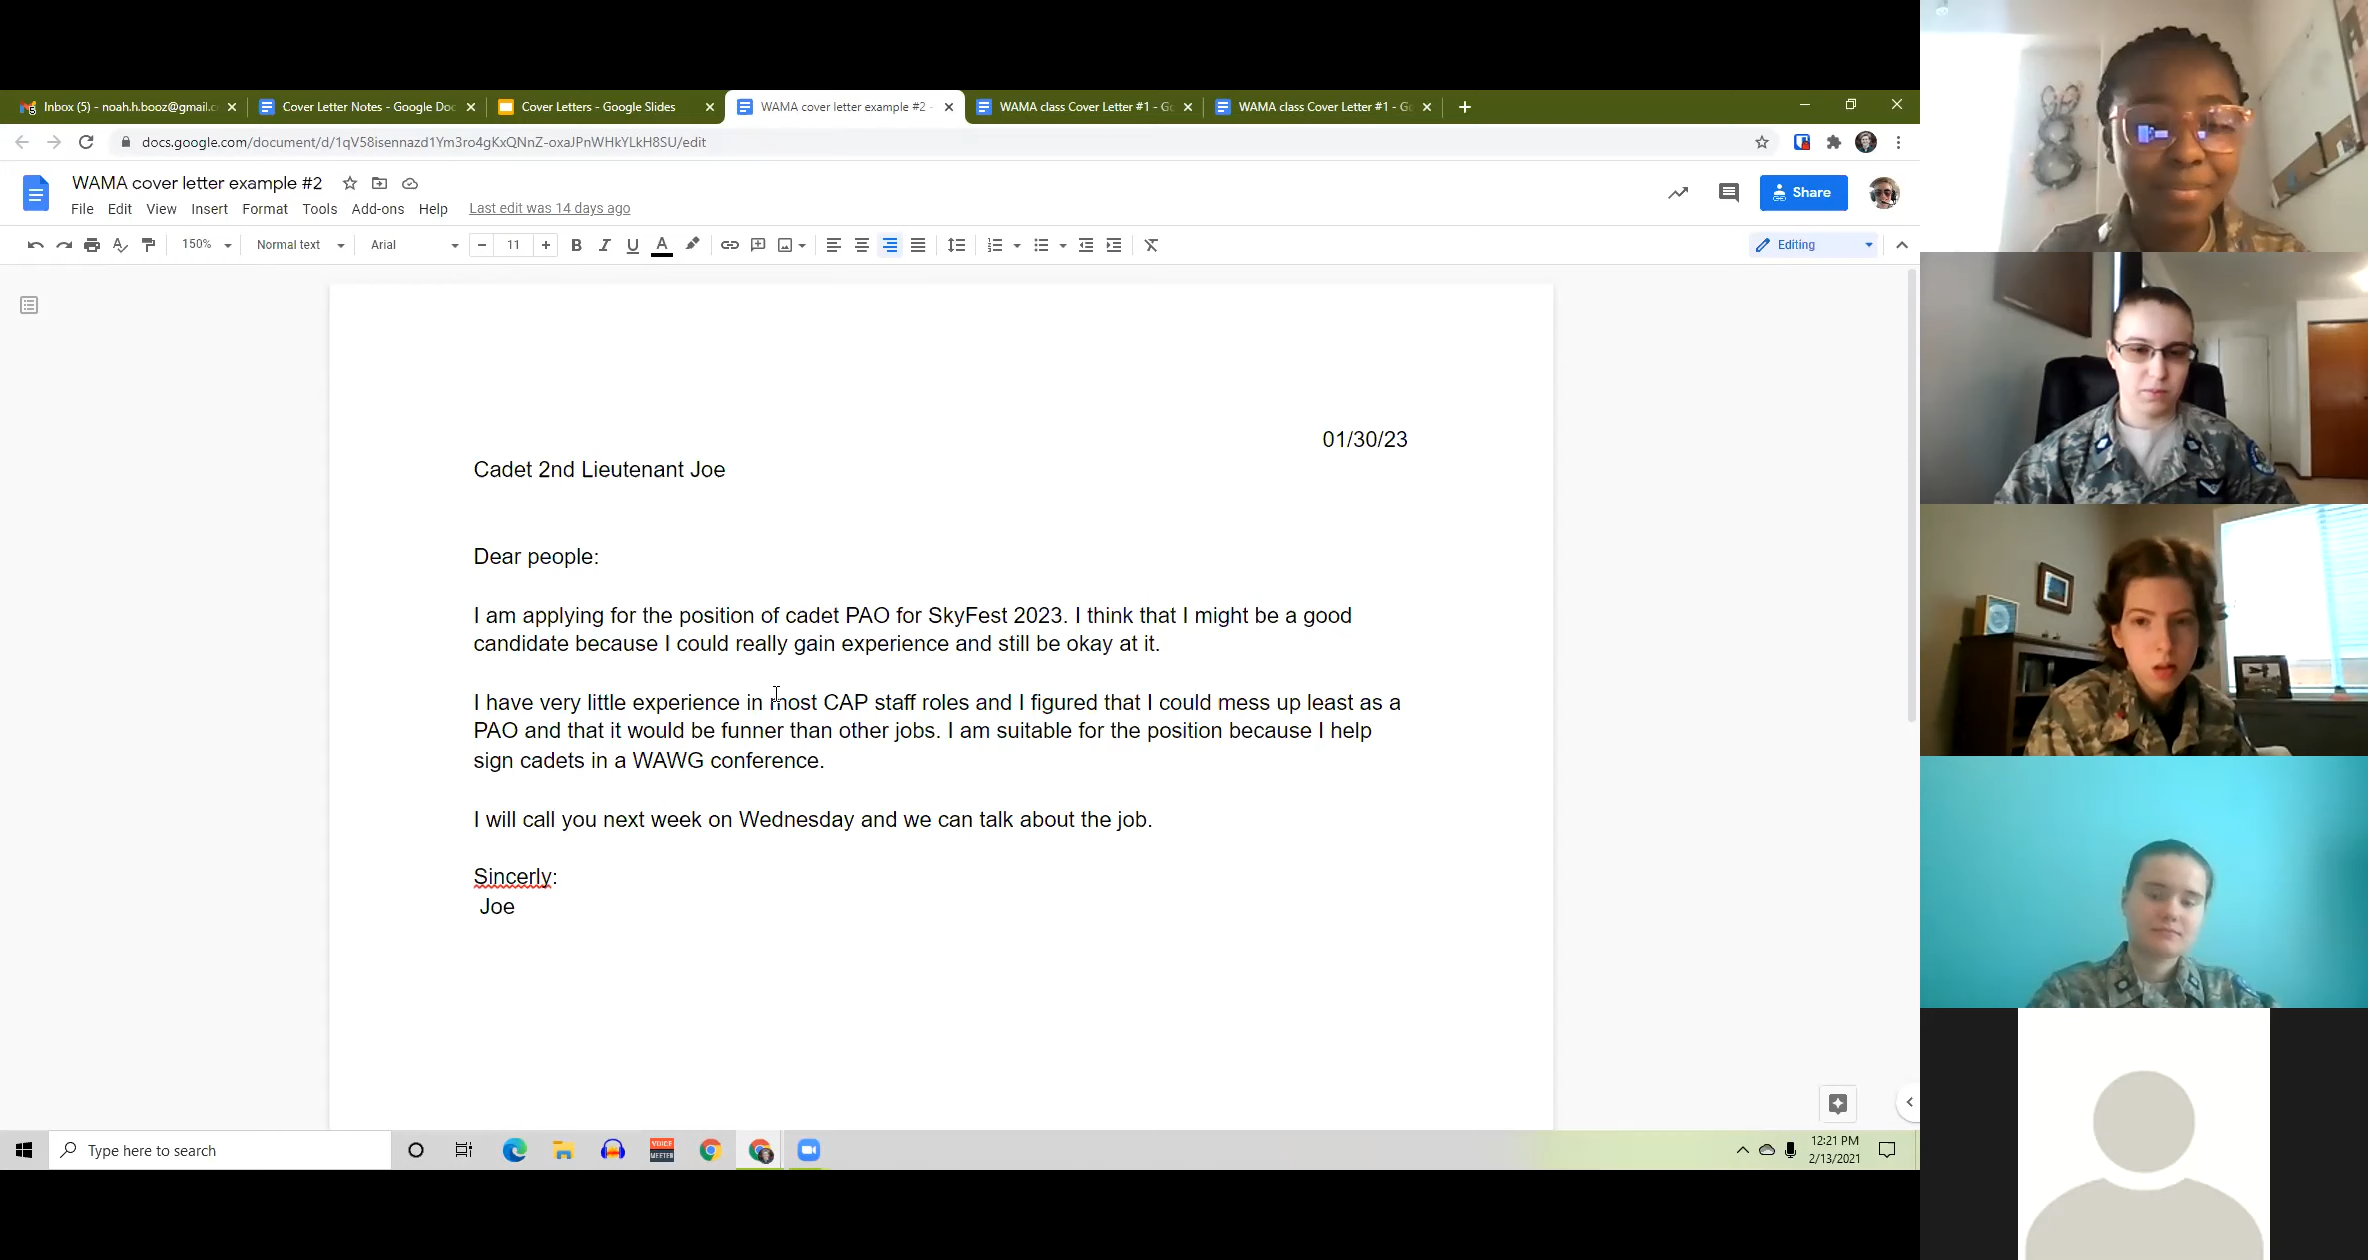 Inbox (5) - noah.h.booz@gmail.c
Cover Letter Notes - Google Doc
Cover Letters - Google Slides
WAMA cover letter example #2 -
WAMA class Cover Letter #1 - Go
WAMA class Cover Letter #1 - Go
docs.google.com/document/d/1qV58isennazd1Ym3ro4gKxQNnZ-oxaJPnWHkYLkH8SU/edit
WAMA cover letter example #2
Share
File Edit View Insert Format Tools Add-ons Help Last edit was 14 days ago
150% Normal text Arial 11 B I U A Editing
01/30/23
Cadet 2nd Lieutenant Joe
Dear people:
I am applying for the position of cadet PAO for SkyFest 2023. I think that I might be a good
candidate because I could really gain experience and still be okay at it.
I have very little experience in most CAP staff roles and I figured that I could mess up least as a
PAO and that it would be funner than other jobs. I am suitable for the position because I help
sign cadets in a WAWG conference.
I will call you next week on Wednesday and we can talk about the job.
Sincerly:
Joe
Type here to search
VOICE
MEETER
12:21 PM
2/13/2021